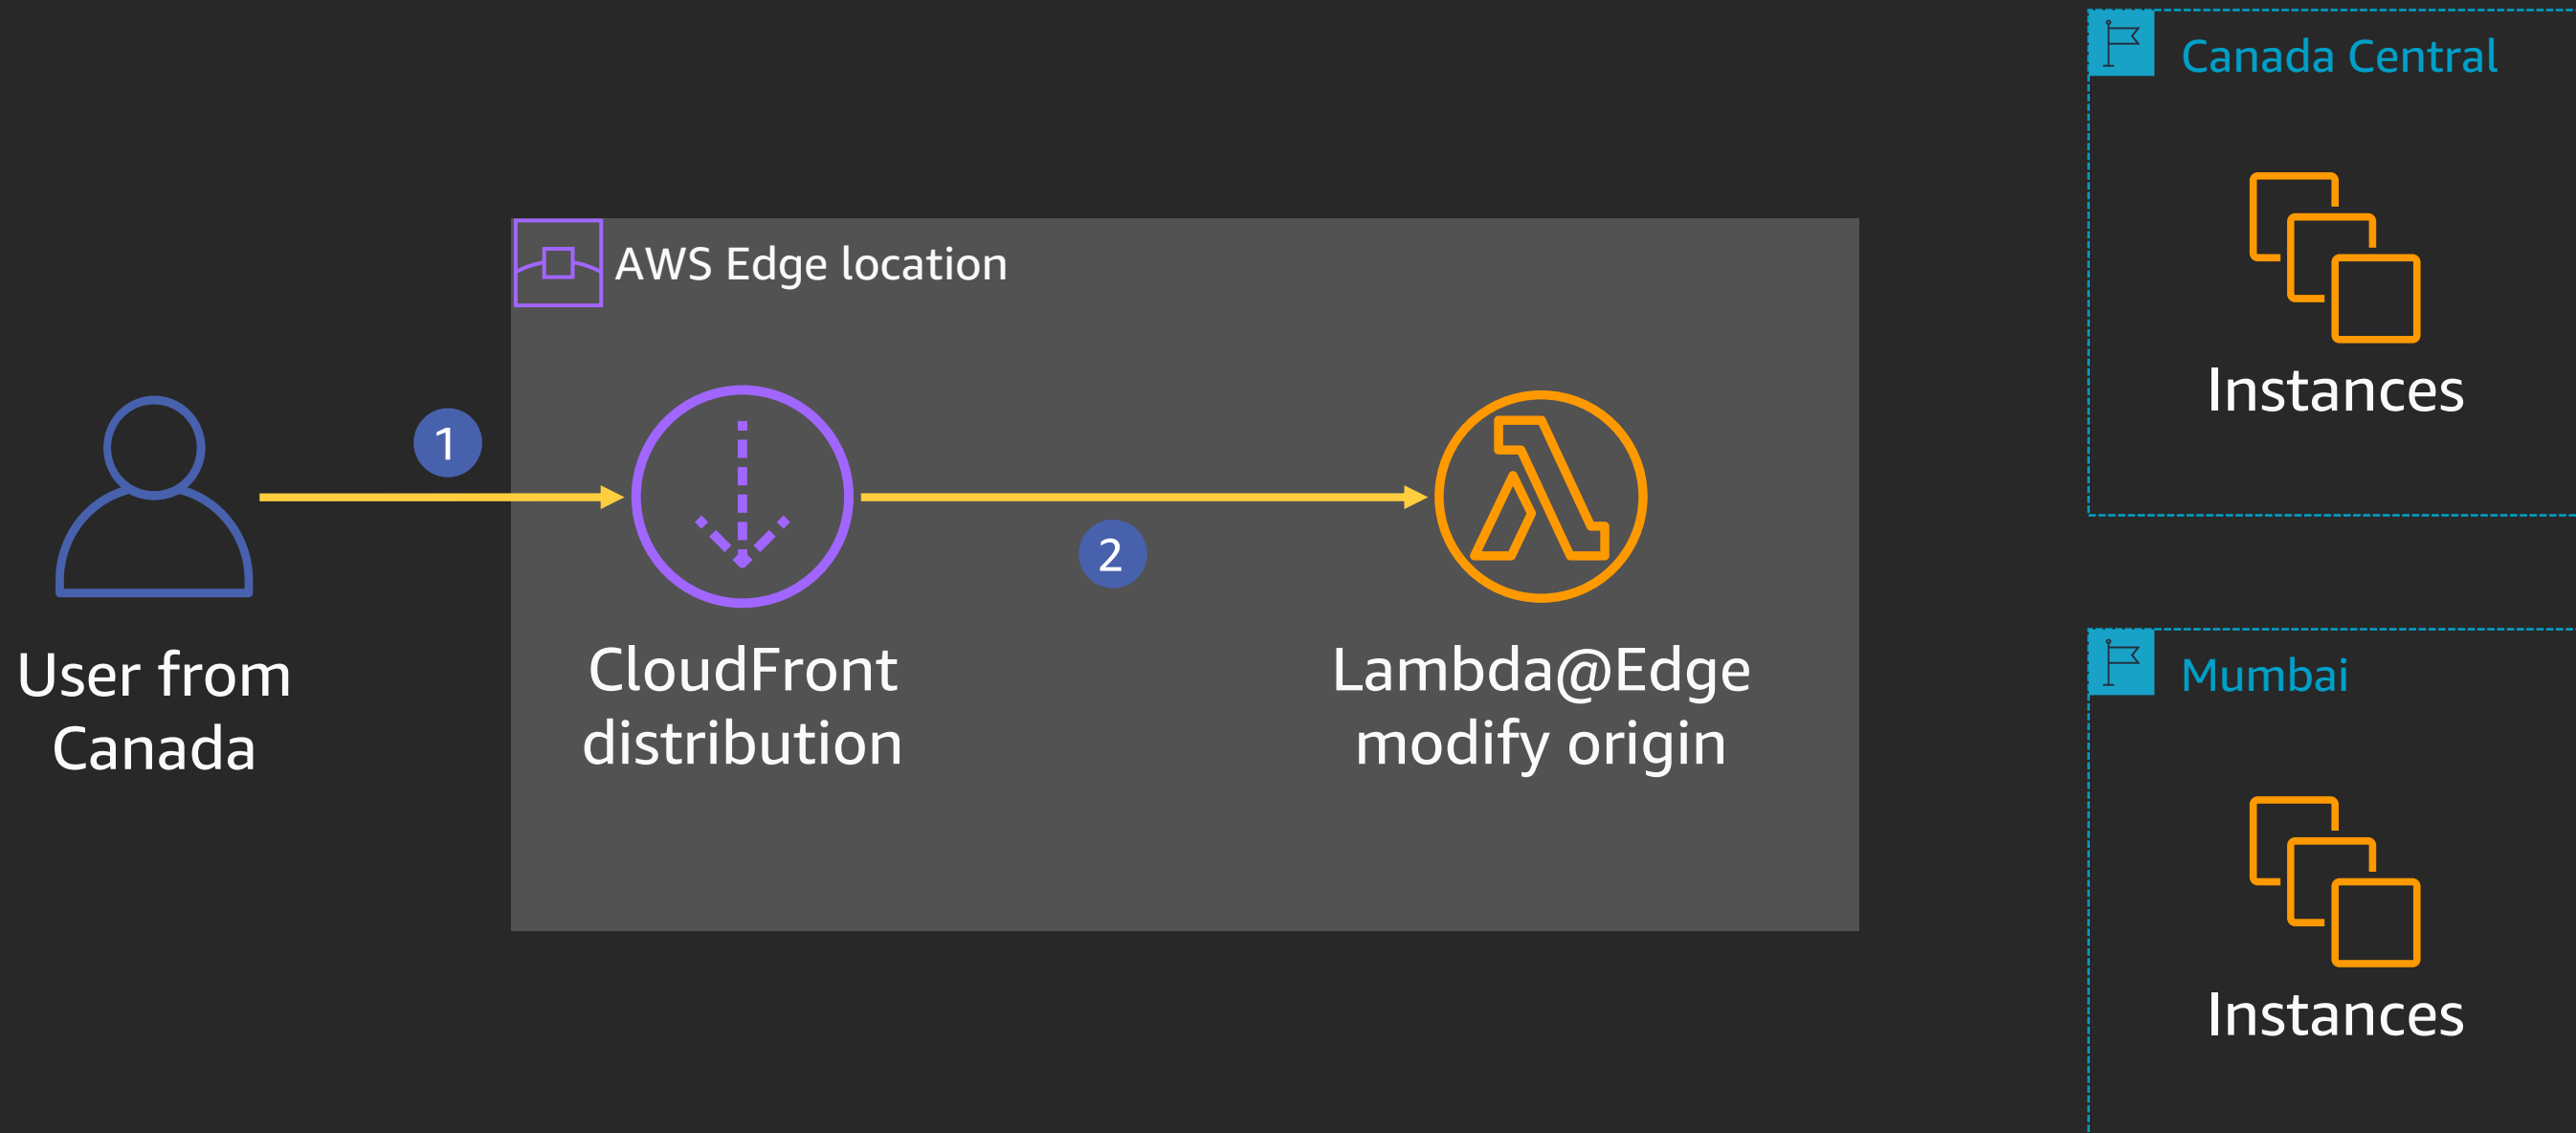 Canada Central
Instances
AWS Edge location
1
2
User from
Canada
CloudFront
distribution
Lambda@Edge
modify origin
Mumbai
Instances